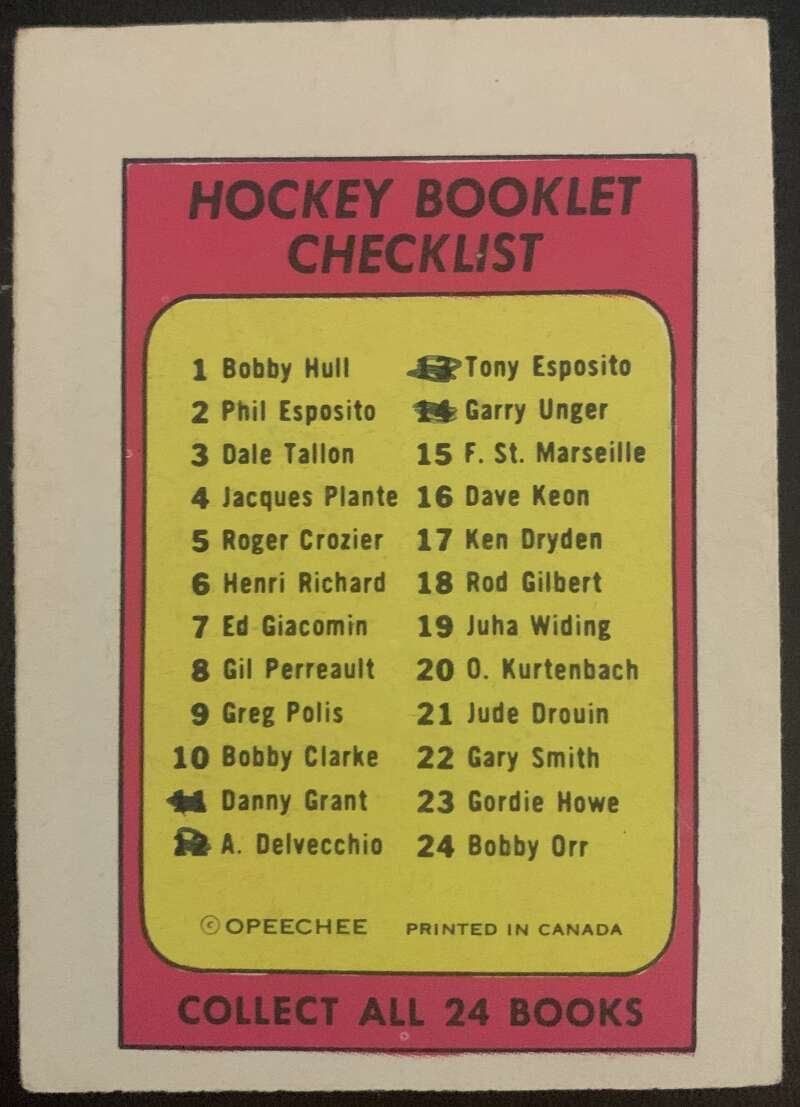 HOCKEY BOOKLET
CHECKLIST
1 Bobby Hull
2 Phil Esposito
3 Dale Tallon
4 Jacques Plante
5 Roger Crozier
6 Henri Richard
7 Ed Giacomin
8 Gil Perreault
9 Greg Polis
10 Bobby Clarke
11 Danny Grant
12 A. Delvecchio
13 Tony Esposito
14 Garry Unger
15 F. St. Marseille
16 Dave Keon
17 Ken Dryden
18 Rod Gilbert
19 Juha Widing
20 O. Kurtenbach
21 Jude Drouin
22 Gary Smith
23 Gordie Howe
24 Bobby Orr
© OPEECHEE PRINTED IN CANADA
COLLECT ALL 24 BOOKS